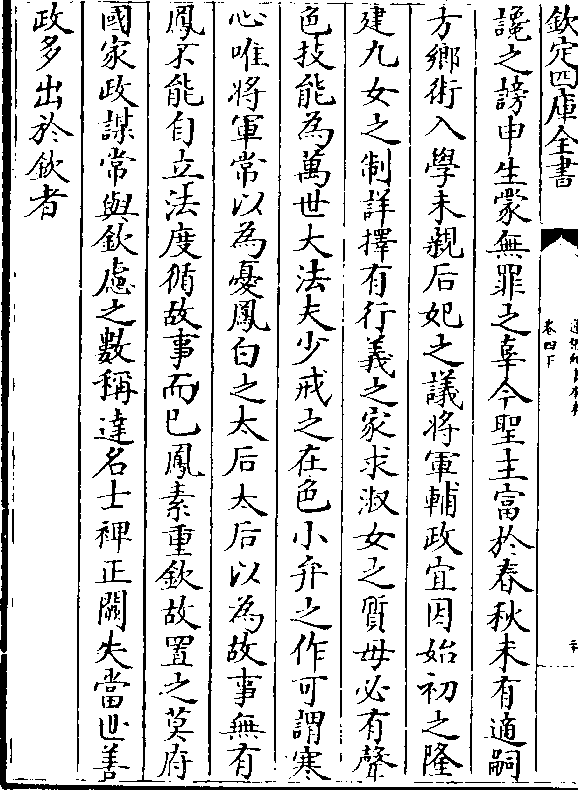 欽定四庫全書
卷四下
讒之謗申生蒙無罪之辜今聖主富於春秋未有適嗣
方鄉術入學未親后妃之議將軍輔政宜因始初之隆
建九女之制詳擇有行義之家求淑女之質毋必有聲
色技能為萬世大法夫少戒之在色小弁之作可謂寒
心唯將軍常以為憂鳳白之太后太后以為故事無有
鳳不能自立法度循故事而已鳳素重欽故置之莫府
國家政謀常與欽慮之數稱達名士裨正闕失當世善
政多出於欽者